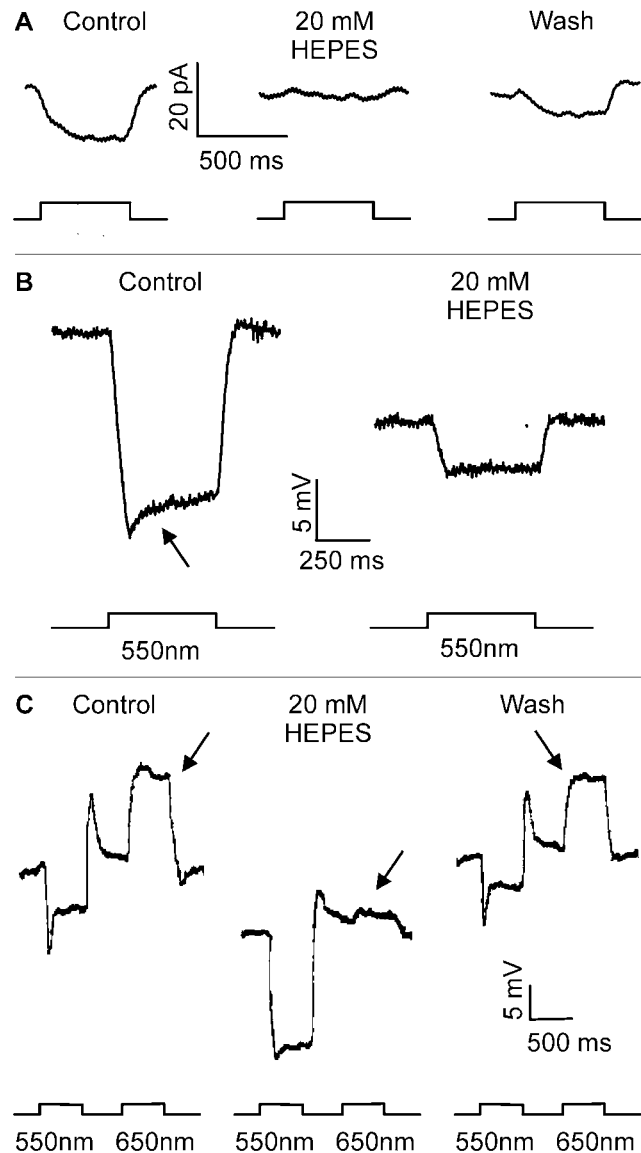 A
Control
20 mM
HEPES
Wash
20 pA
500 ms
B
Control
20 mM
HEPES
5 mV
250 ms
550nm
550nm
C
Control
20 mM
HEPES
Wash
5 mV
500 ms
550nm 650nm 550nm 650nm 550nm 650nm